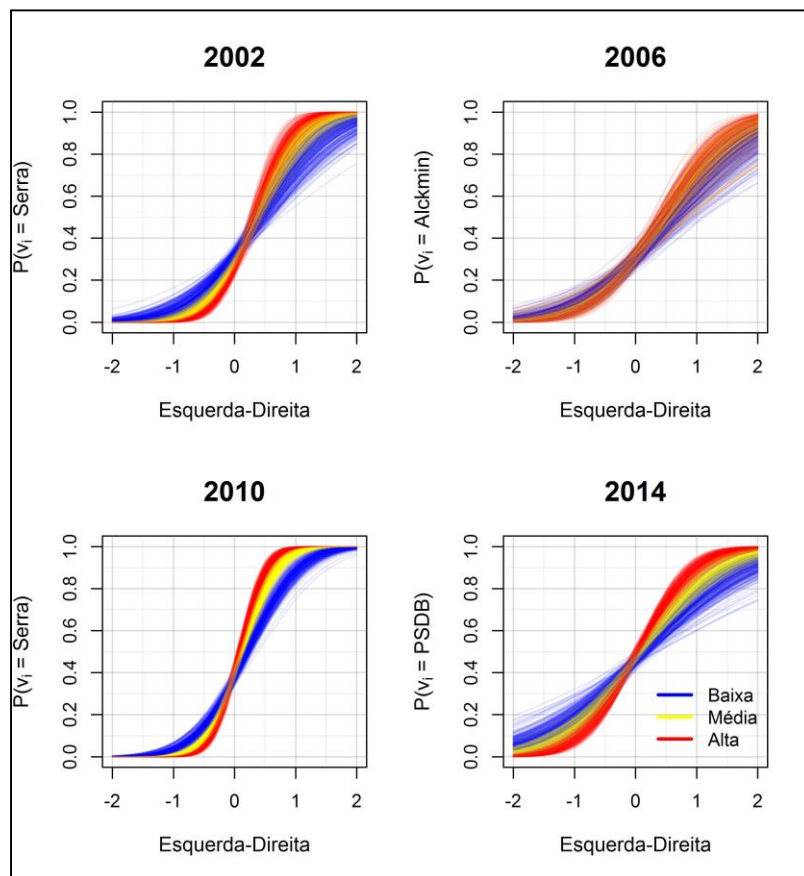 2002
2006
P(vi = Serra)
1.0
0.8
0.6
0.4
0.2
0.0
-2 -1 0 1 2
Esquerda-Direita
P(vi = Alckmin)
1.0
0.8
0.6
0.4
0.2
0.0
-2 -1 0 1 2
Esquerda-Direita
2010
2014
P(vi = Serra)
1.0
0.8
0.6
0.4
0.2
0.0
-2 -1 0 1 2
Esquerda-Direita
P(vi = PSDB)
1.0
0.8
0.6
0.4
0.2
0.0
Baixa
Média
Alta
-2 -1 0 1 2
Esquerda-Direita